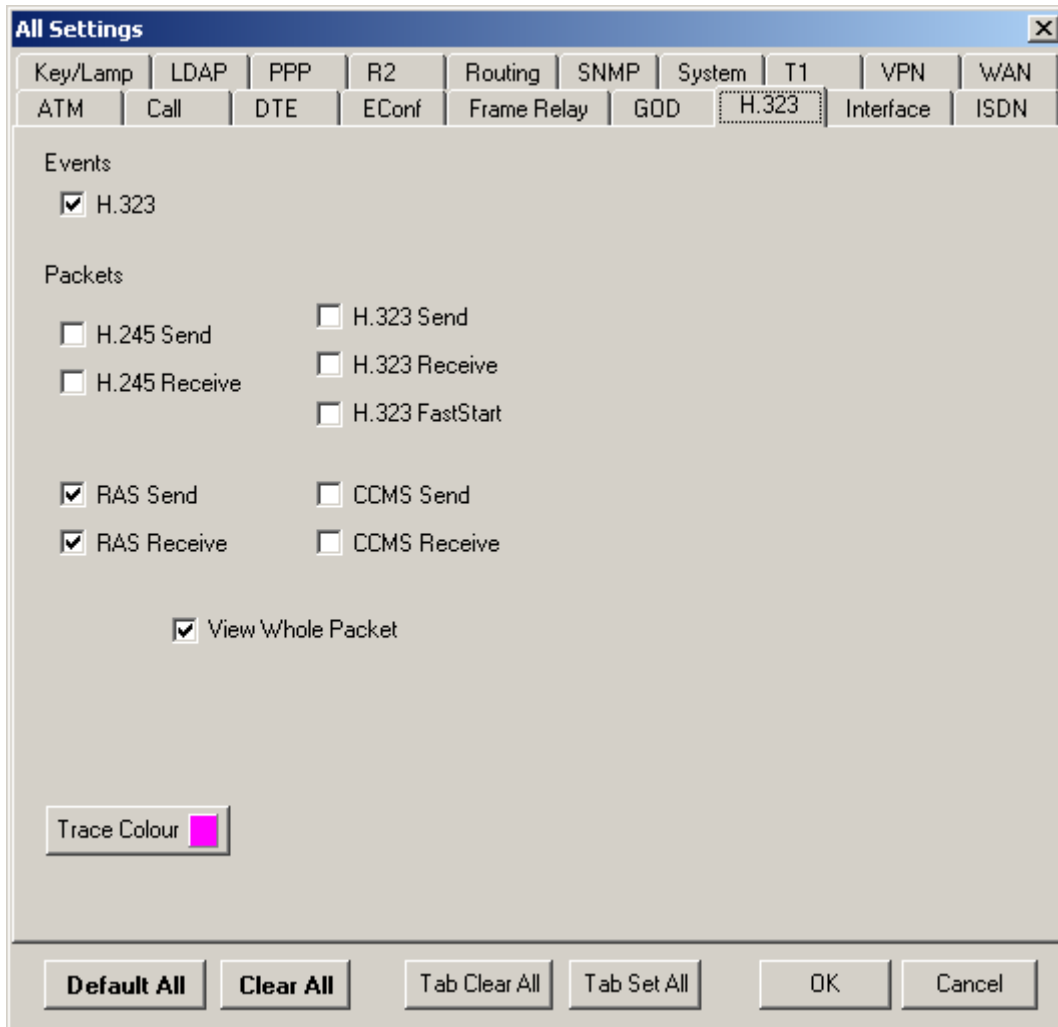 All Settings
Key/Lamp LDAP PPP R2 Routing SNMP System T1 VPN WAN
ATM Call DTE EConf Frame Relay GOD H.323 Interface ISDN
Events
H.323
Packets
H.323 Send
H.245 Send
H.323 Receive
H.245 Receive
H.323 FastStart
RAS Send CCMS Send
RAS Receive CCMS Receive
View Whole Packet
Trace Colour
Default All Clear All Tab Clear All Tab Set All OK Cancel